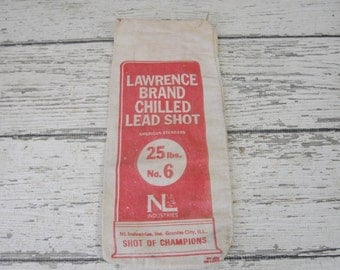 LAWRENCE
BRAND
CHILLED
LEAD SHOT
AMERICAN STANDARD
25 lbs.
No. 6
NL
INDUSTRIES
NL Industries, Inc. Granite City, ILL.
SHOT OF CHAMPIONS